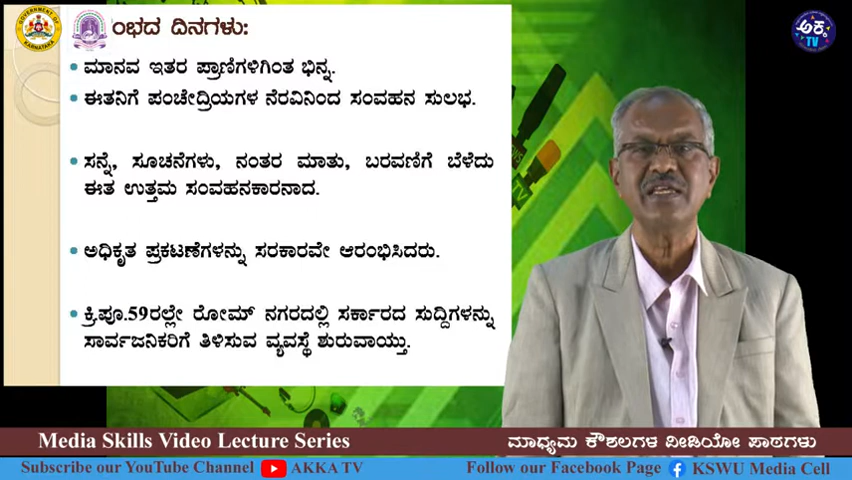 ಂಭದ ದಿನಗಳು:
ಮಾನವ ಇತರ ಪ್ರಾಣಿಗಳಿಗಿಂತ ಭಿನ್ನ.
ಈತನಿಗೆ ಪಂಚೇದ್ರಿಯಗಳ ನೆರವಿನಿಂದ ಸಂವಹನ ಸುಲಭ.
ಸನ್ನೆ, ಸೂಚನೆಗಳು, ನಂತರ ಮಾತು, ಬರವಣಿಗೆ ಬೆಳೆದು
ಈತ ಉತ್ತಮ ಸಂವಹನಕಾರನಾದ.
ಅಧಿಕೃತ ಪ್ರಕಟಣೆಗಳನ್ನು ಸರಕಾರವೇ ಆರಂಭಿಸಿದರು.
ಕ್ರಿ.ಪೂ.59ರಲ್ಲೇ ರೋಮ್ ನಗರದಲ್ಲಿ ಸರ್ಕಾರದ ಸುದ್ದಿಗಳನ್ನು
ಸಾರ್ವಜನಿಕರಿಗೆ ತಿಳಿಸುವ ವ್ಯವಸ್ಥೆ ಶುರುವಾಯ್ತು.
ಅಕ್ಕ
TV
Media Skills Video Lecture Series
ಮಾಧ್ಯಮ ಕೌಶಲಗಳ ವೀಡಿಯೋ ಪಾಠಗಳು
Subscribe our YouTube Channel AKKA TV
Follow our Facebook Page KSWU Media Cell